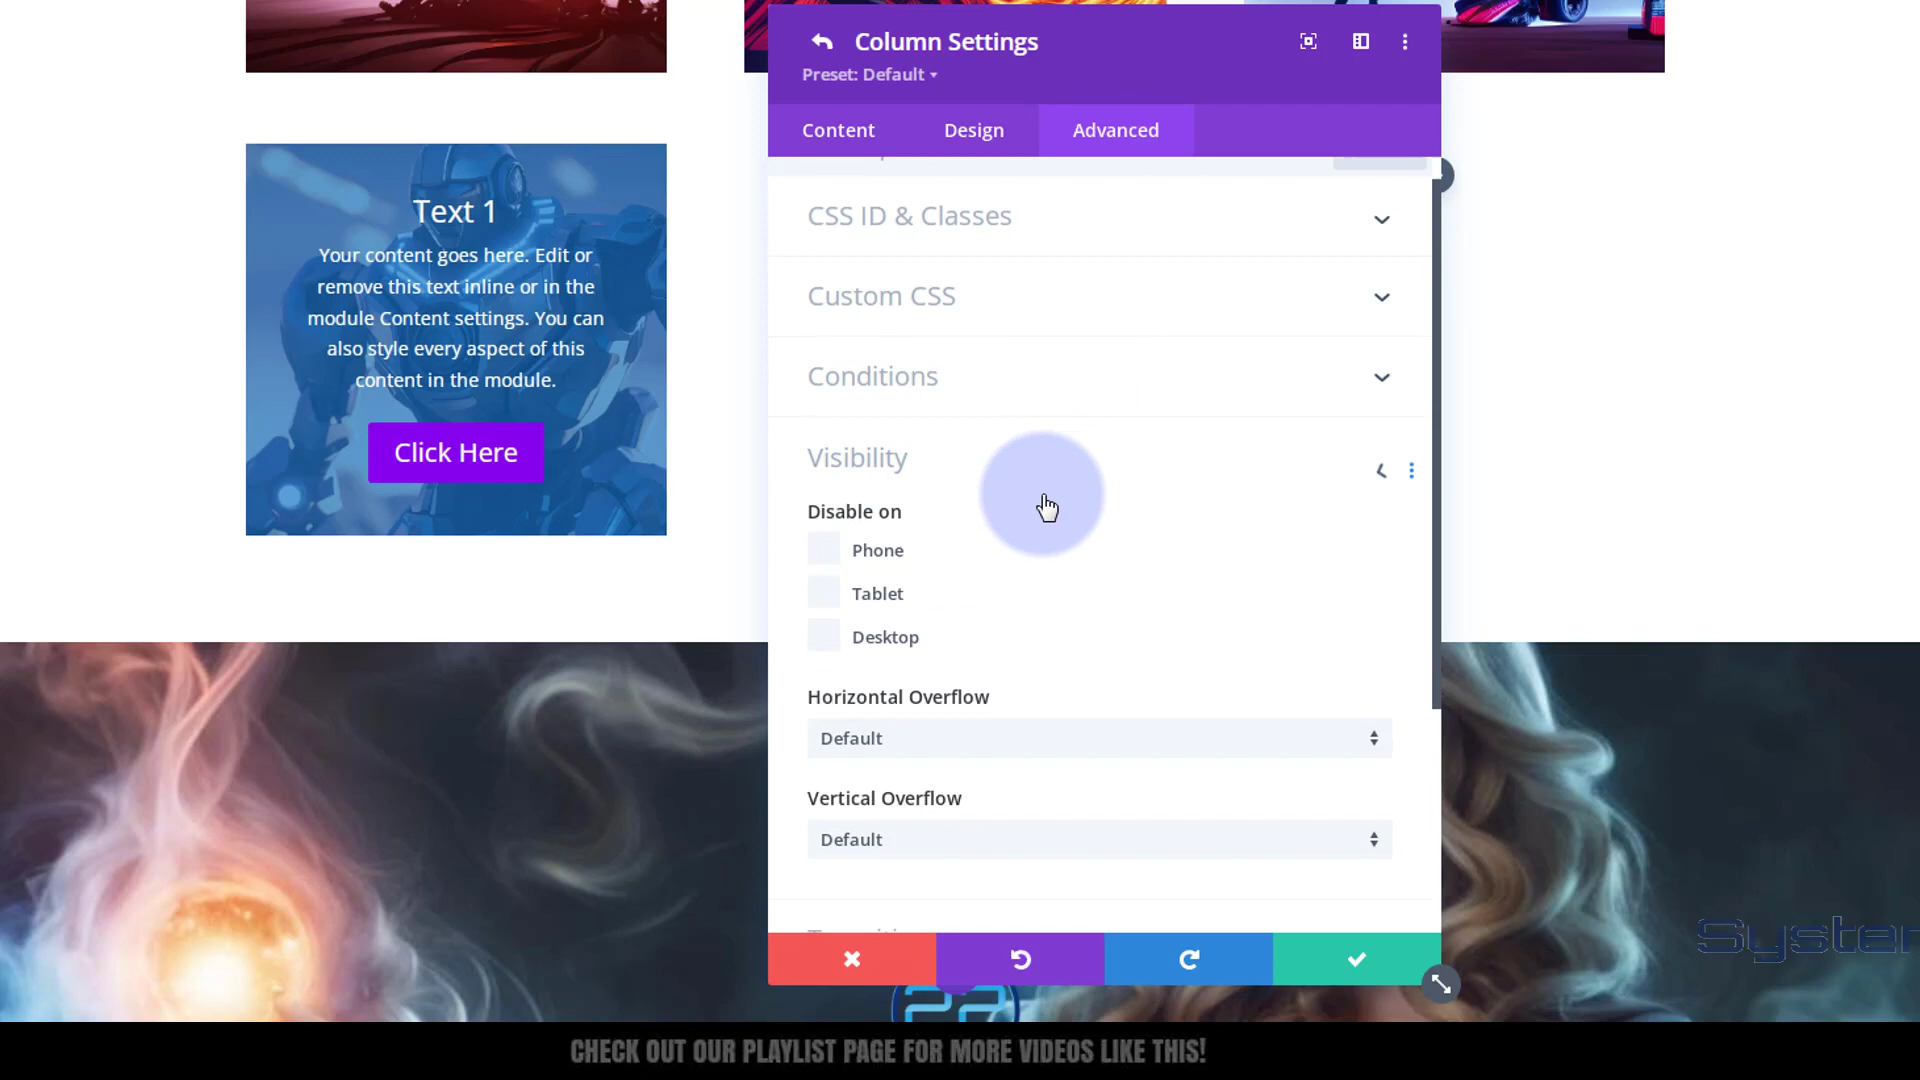 Column Settings
Preset: Default
Content
Design
Advanced
CSS ID & Classes
Custom CSS
Conditions
Visibility
Disable on
Phone
Tablet
Desktop
Horizontal Overflow
Default
Vertical Overflow
Default
Text 1
Your content goes here. Edit or
remove this text inline or in the
module Content settings. You can
also style every aspect of this
content in the module.
Click Here
Syster
22
CHECK OUT OUR PLAYLIST PAGE FOR MORE VIDEOS LIKE THIS!